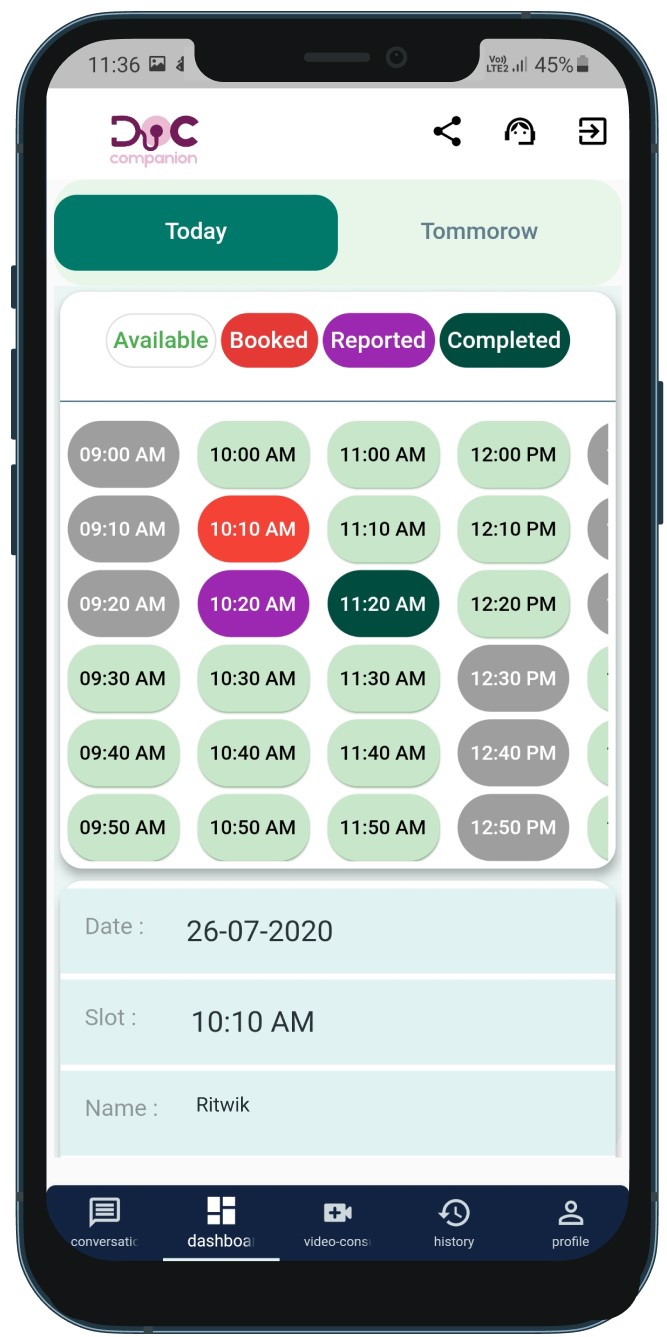 11:36
Vo))
LTE2
45%
DoC
companion
Today
Tommorow
Available Booked Reported Completed
09:00 AM 10:00 AM 11:00 AM 12:00 PM
09:10 AM 10:10 AM 11:10 AM 12:10 PM
09:20 AM 10:20 AM 11:20 AM 12:20 PM
09:30 AM 10:30 AM 11:30 AM 12:30 PM
09:40 AM 10:40 AM 11:40 AM 12:40 PM
09:50 AM 10:50 AM 11:50 AM 12:50 PM
Date : 26-07-2020
Slot : 10:10 AM
Name : Ritwik
conversatic dashboa video-cons history profile